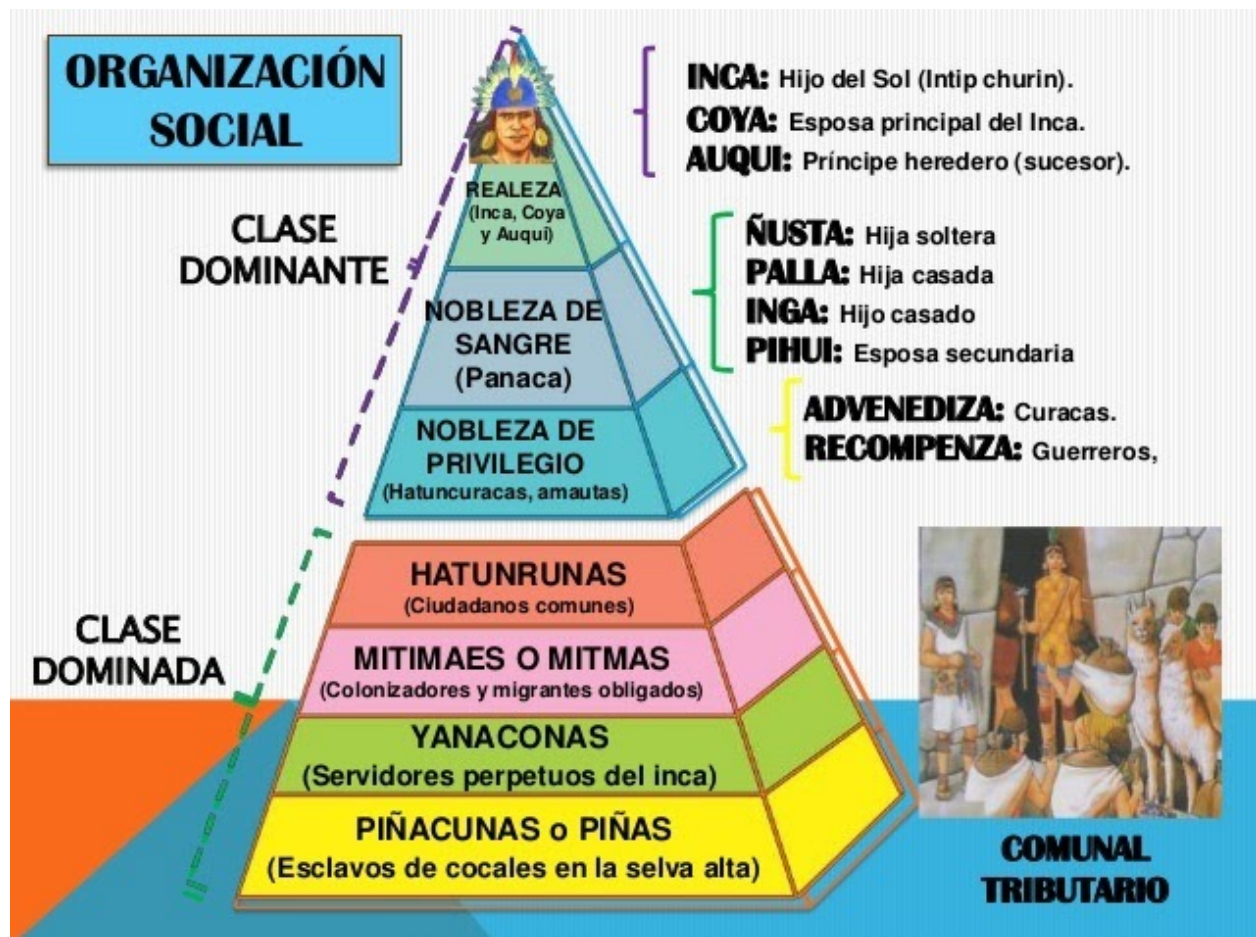 ORGANIZACIÓN
SOCIAL
INCA: Hijo del Sol (Intip churin).
COYA: Esposa principal del Inca.
AUQUI: Príncipe heredero (sucesor).
CLASE
DOMINANTE
REALEZA
(Inca, Coya
y Auqui)
ÑUSTA: Hija soltera
PALLA: Hija casada
INGA: Hijo casado
PIHUI: Esposa secundaria
NOBLEZA DE
SANGRE
(Panaca)
ADVENEDIZA: Curacas.
RECOMPENZA: Guerreros,
NOBLEZA DE
PRIVILEGIO
(Hatuncuracas, amautas)
CLASE
DOMINADA
HATUNRUNAS
(Ciudadanos comunes)
MITIMAES O MITMAS
(Colonizadores y migrantes obligados)
YANACONAS
(Servidores perpetuos del inca)
PIÑACUNAS o PIÑAS
(Esclavos de cocales en la selva alta)
COMUNAL
TRIBUTARIO